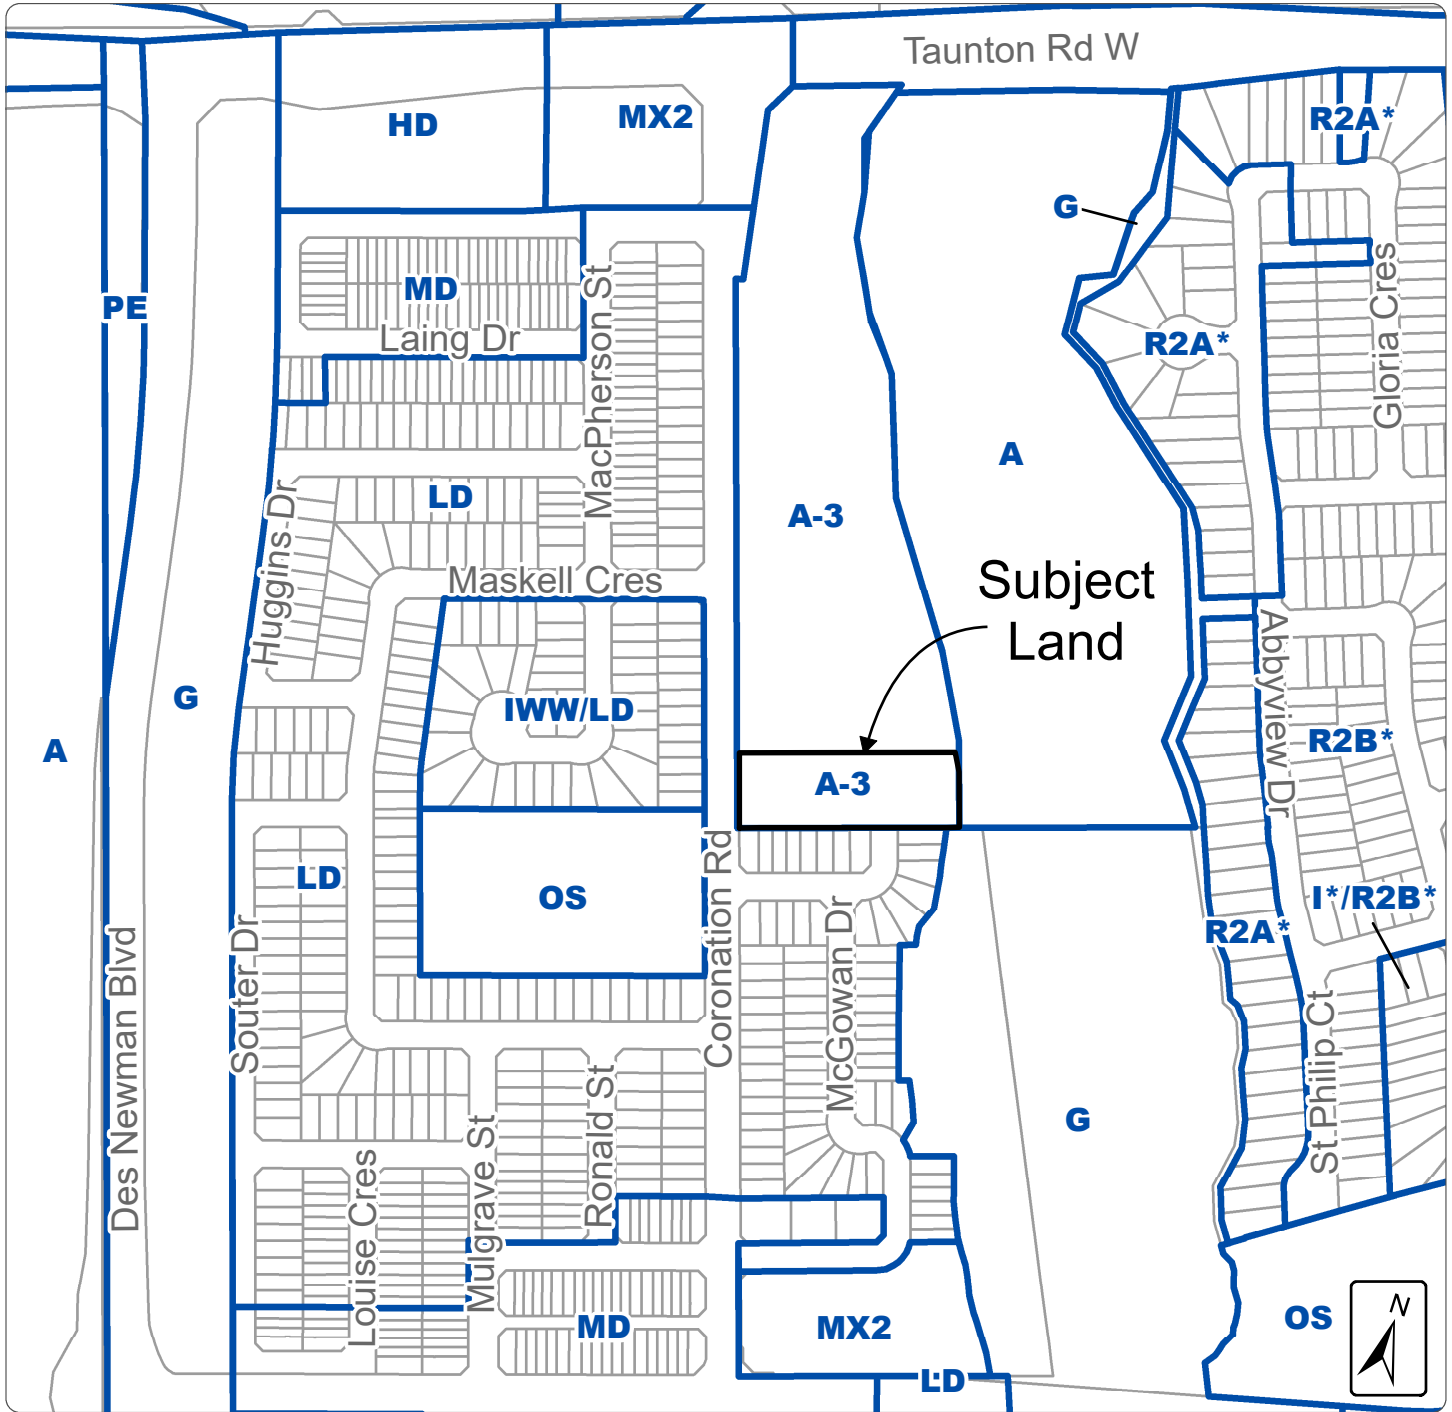 Taunton Rd W
HD
MX2
R2A*
G
MD
PE
Laing Dr
MacPherson St
R2A*
Gloria Cres
A
LD
A-3
Huggins Dr
Maskell Cres
Subject
Land
Abbyview Dr
G
IWW/LD
A
R2B*
A-3
LD
OS
Coronation Rd
McGowan Dr
I*/R2B*
R2A*
Souter Dr
Des Newman Blvd
St Philip Ct
Ronald St
Mulgrave St
Louise Cres
G
MD
MX2
OS
LD
N